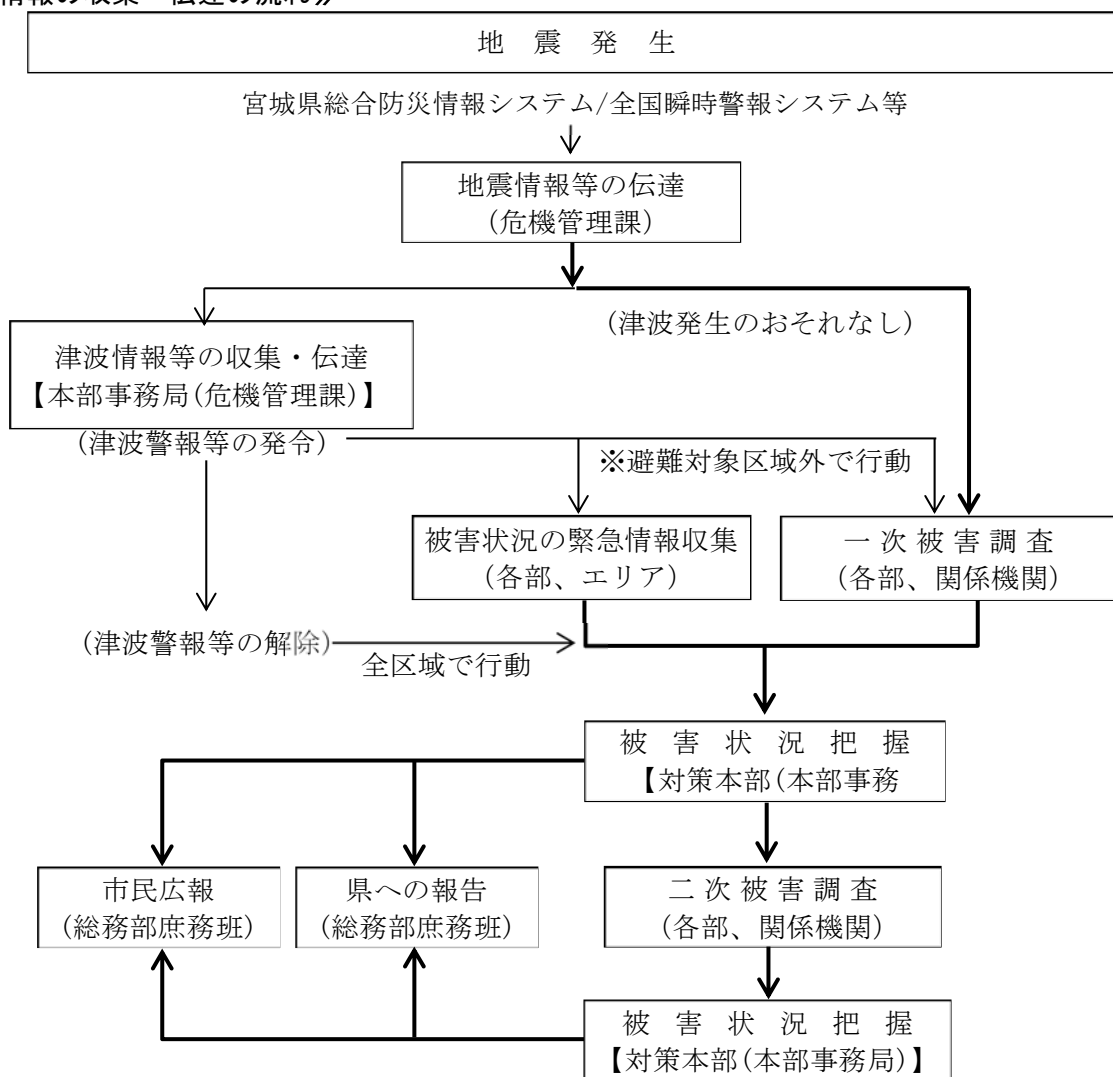 地 震 発 生
宮城県総合防災情報システム/全国瞬時警報システム等
地震情報等の伝達
(危機管理課)
(津波発生のおそれなし)
津波情報等の収集・伝達
【本部事務局(危機管理課)】
(津波警報等の発令)
※避難対象区域外で行動
被害状況の緊急情報収集
(各部、エリア)
一 次 被 害 調 査
(各部、関係機関)
(津波警報等の解除)
全区域で行動
被 害 状 況 把 握
【対策本部(本部事務
市民広報
(総務部庶務班)
県への報告
(総務部庶務班)
二 次 被 害 調 査
(各部、関係機関)
被 害 状 況 把 握
【対策本部(本部事務局)】